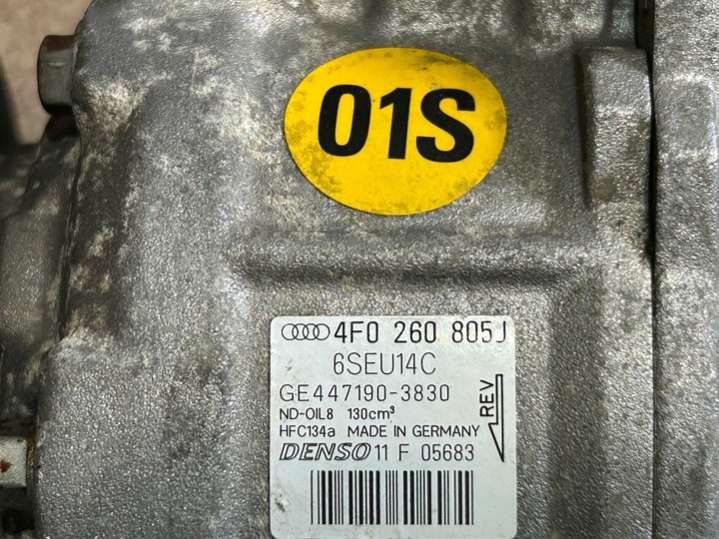 01S
4F0 260 805J
6SEU14C
GE447190-3830
ND-OIL8 130cm³
HFC134a MADE IN GERMANY
DENSO 11 F 05683
REV